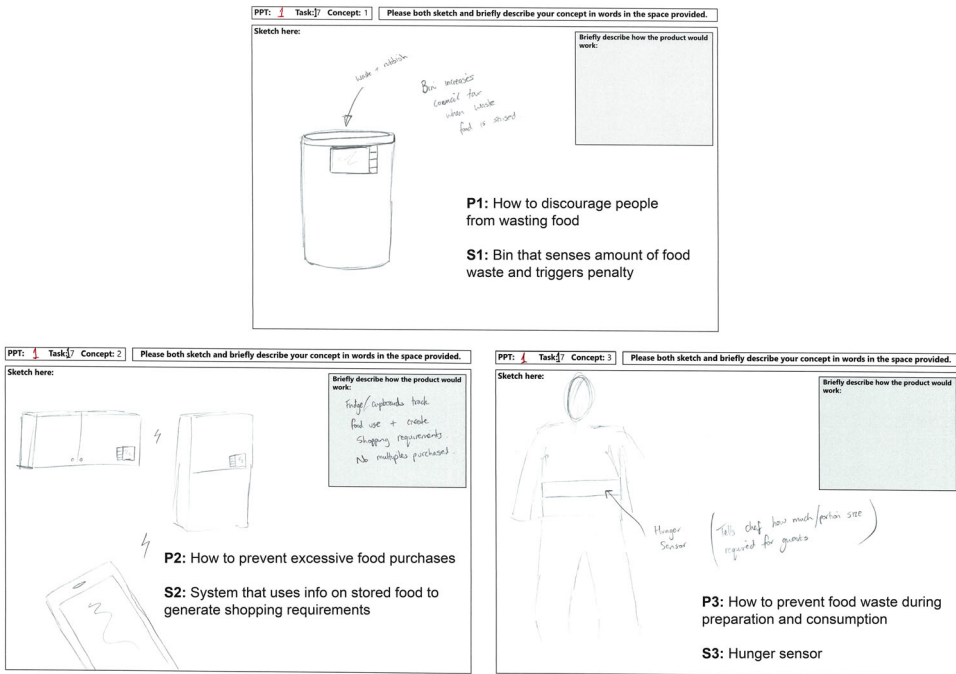 PPT: 1 Task: 17 Concept: 1 Please both sketch and briefly describe your concept in words in the space provided.
Sketch here:
Briefly describe how the product would
work:
waste + rubbish
Bin increases
council tax
when waste
food is sensed
P1: How to discourage people
from wasting food
S1: Bin that senses amount of food
waste and triggers penalty
PPT: 1 Task: 17 Concept: 2 Please both sketch and briefly describe your concept in words in the space provided.
Sketch here:
Briefly describe how the product would
work:
Fridge/cupboards track
food use + create
Shopping requirements
No multiples purchased
P2: How to prevent excessive food purchases
S2: System that uses info on stored food to
generate shopping requirements
PPT: 1 Task: 17 Concept: 3 Please both sketch and briefly describe your concept in words in the space provided.
Sketch here:
Briefly describe how the product would
work:
Hunger
Sensor
(Tells chef how much/portion size
required for guests)
P3: How to prevent food waste during
preparation and consumption
S3: Hunger sensor